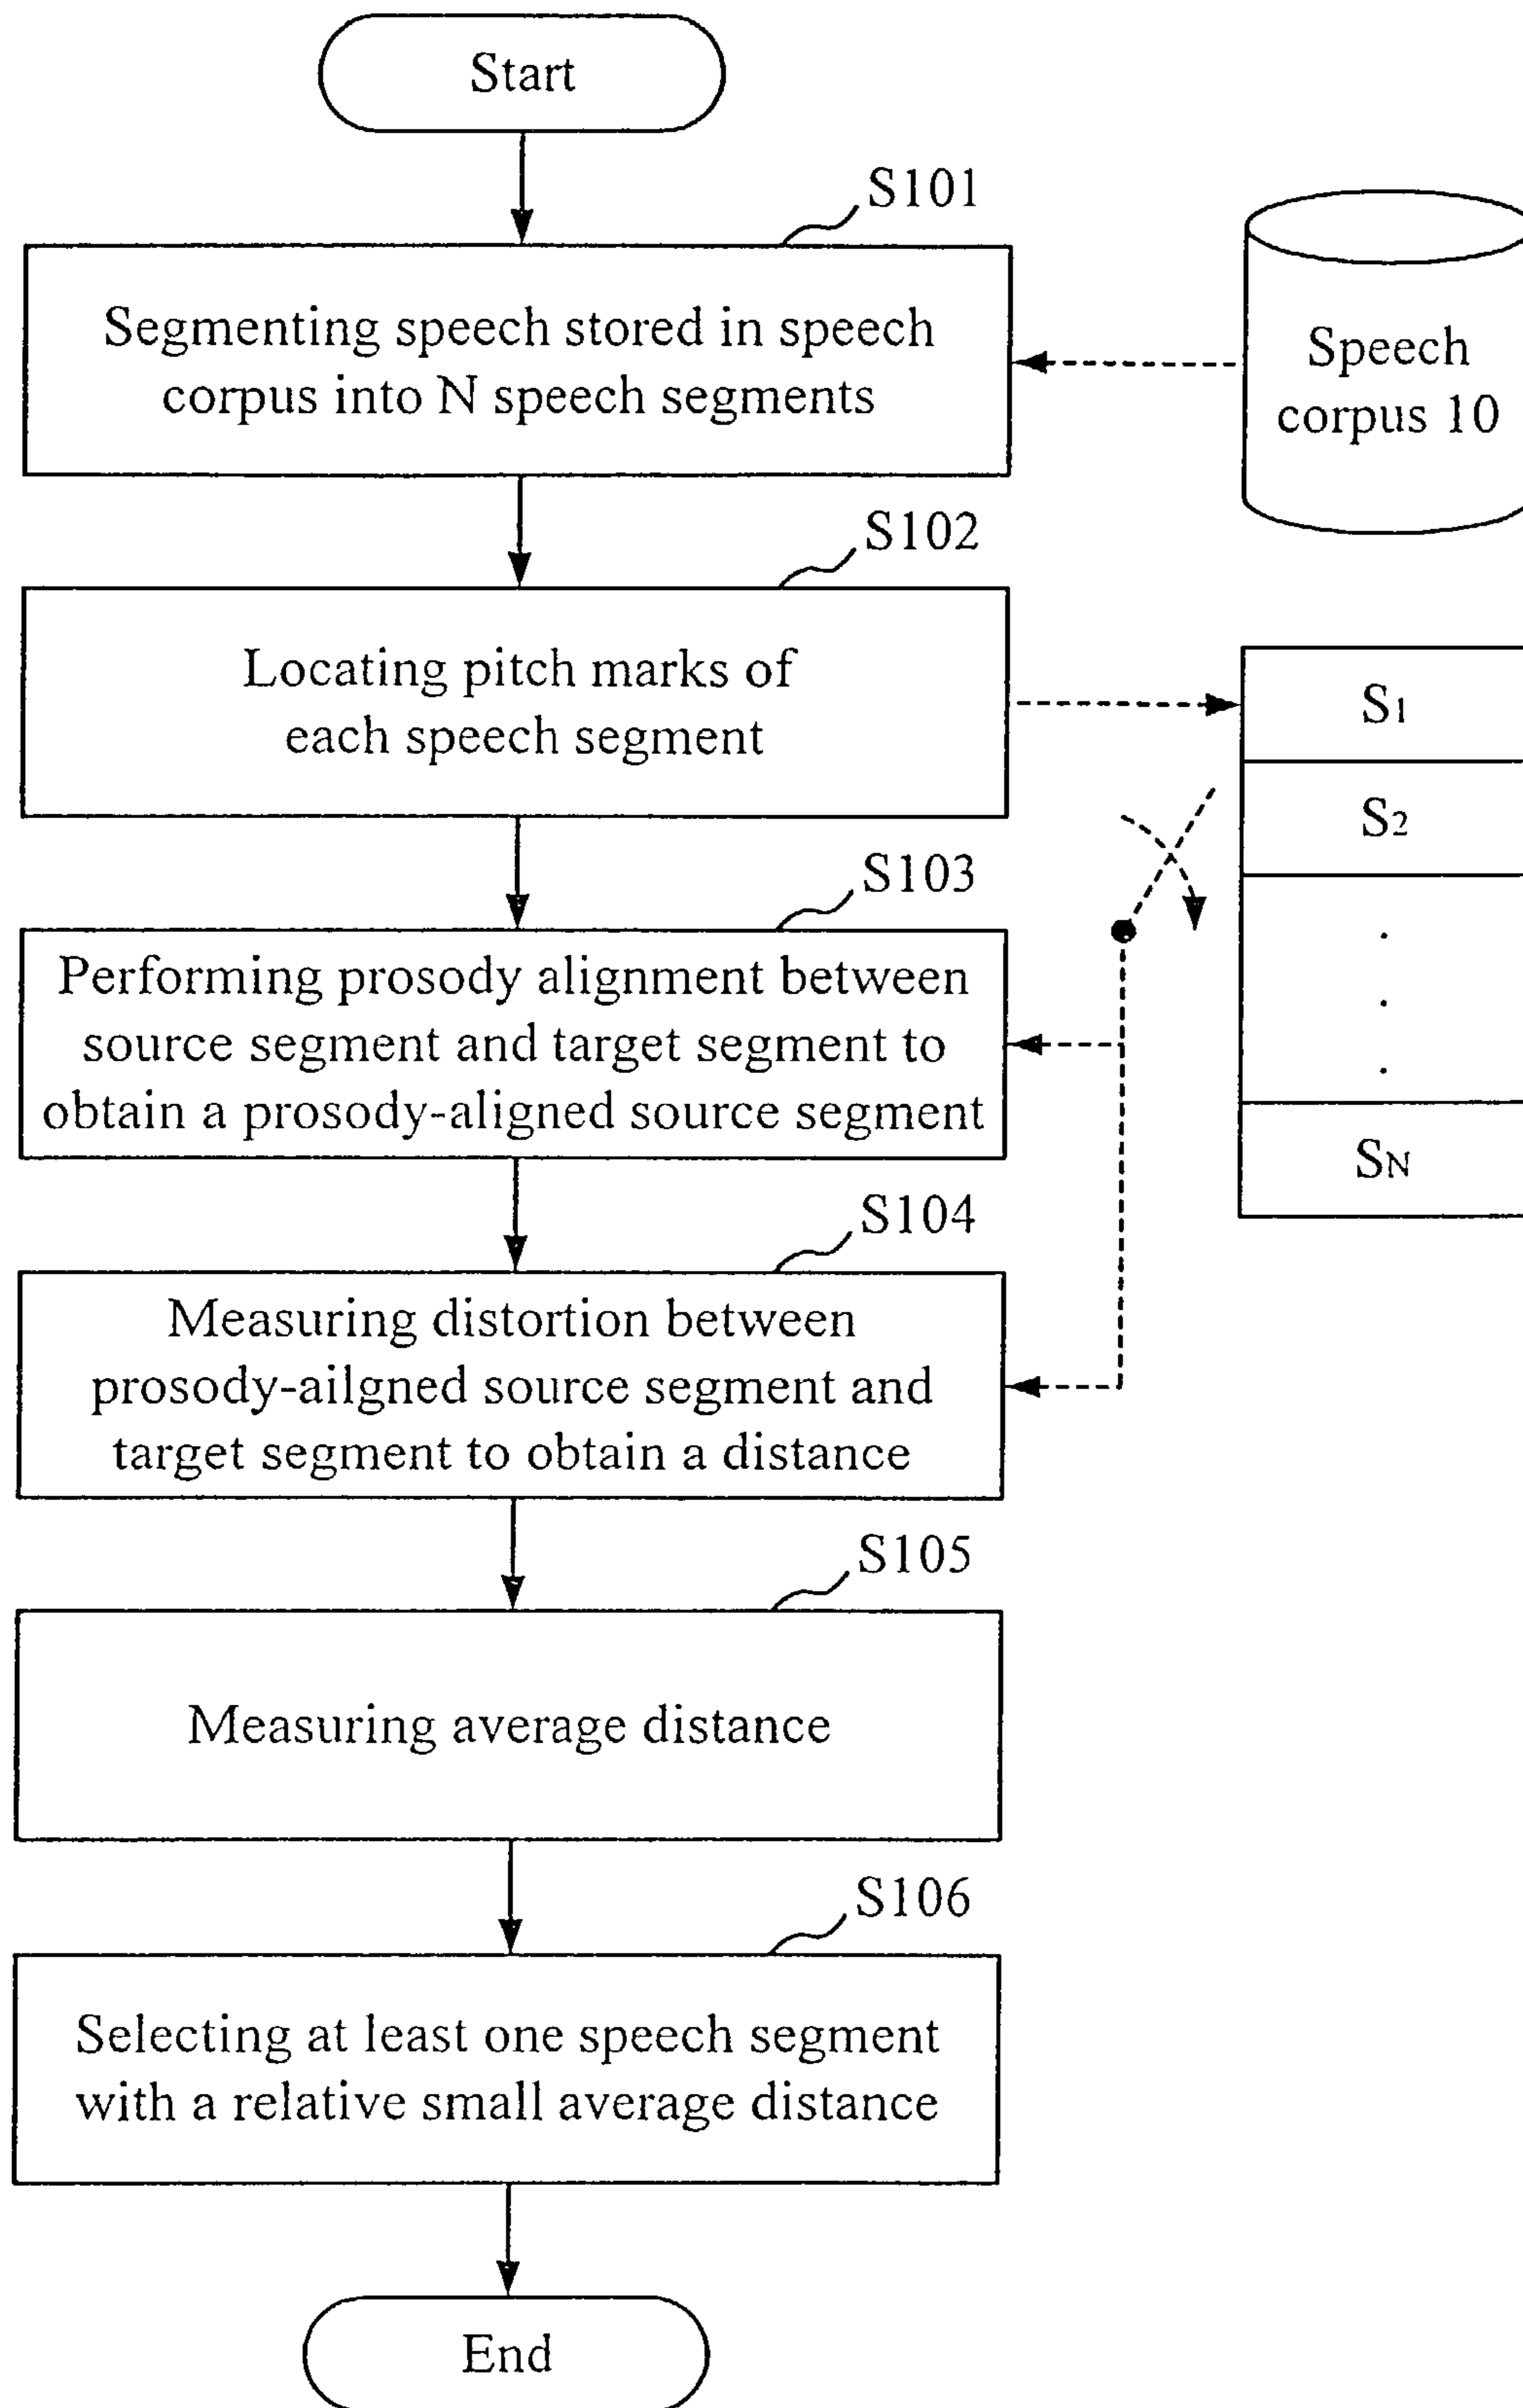 Start
S101
Segmenting speech stored in speech
corpus into N speech segments
Speech
corpus 10
S102
Locating pitch marks of
each speech segment
S1
S2
.
.
.
SN
S103
Performing prosody alignment between
source segment and target segment to
obtain a prosody-aligned source segment
S104
Measuring distortion between
prosody-ailgned source segment and
target segment to obtain a distance
S105
Measuring average distance
S106
Selecting at least one speech segment
with a relative small average distance
End